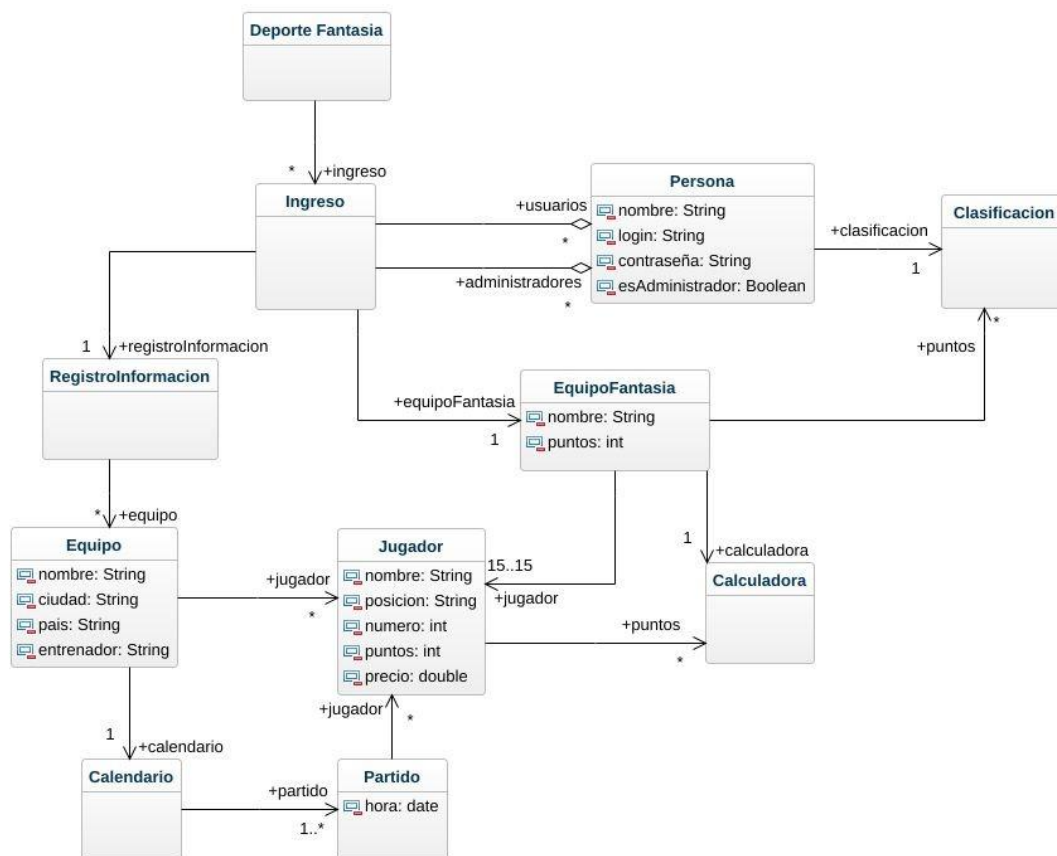 Deporte Fantasia
* +ingreso
Ingreso
+usuarios
*
+administradores
*
Persona
nombre: String
login: String
contraseña: String
esAdministrador: Boolean
+clasificacion
1
Clasificacion
*
+puntos
1 +registroInformacion
RegistroInformacion
+equipoFantasia
1
EquipoFantasia
nombre: String
puntos: int
* +equipo
Equipo
nombre: String
ciudad: String
pais: String
entrenador: String
+jugador
*
Jugador
nombre: String
posicion: String
numero: int
puntos: int
precio: double
15..15
+jugador
1
+calculadora
Calculadora
+puntos
*
+jugador
*
1
+calendario
Calendario
+partido
1..*
Partido
hora: date